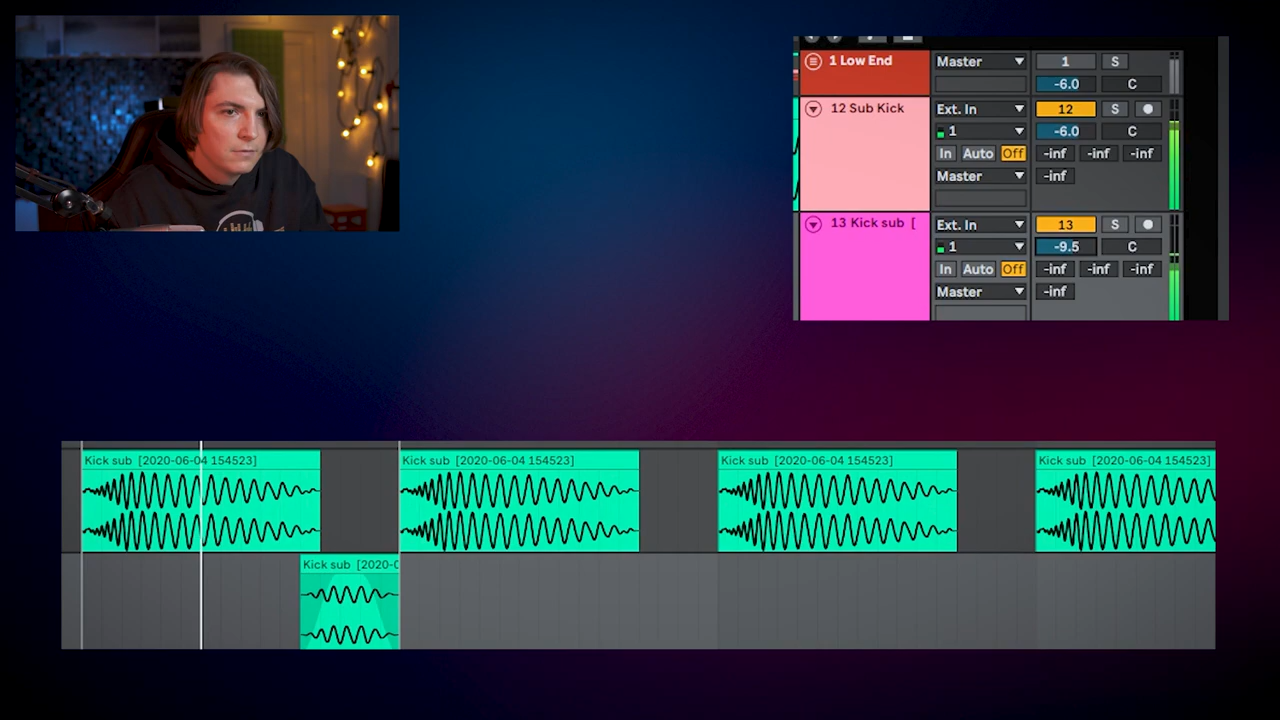 1 Low End
Master
1
S
-6.0
C
12 Sub Kick
Ext. In
12
S
1
-6.0
C
In
Auto
Off
-inf
-inf
-inf
Master
-inf
13 Kick sub [
Ext. In
13
S
1
-9.5
C
In
Auto
Off
-inf
-inf
-inf
Master
-inf
Kick sub [2020-06-04 154523]
Kick sub [2020-06-04 154523]
Kick sub [2020-06-04 154523]
Kick sub [2020-06-04 154523]
Kick sub [2020-0